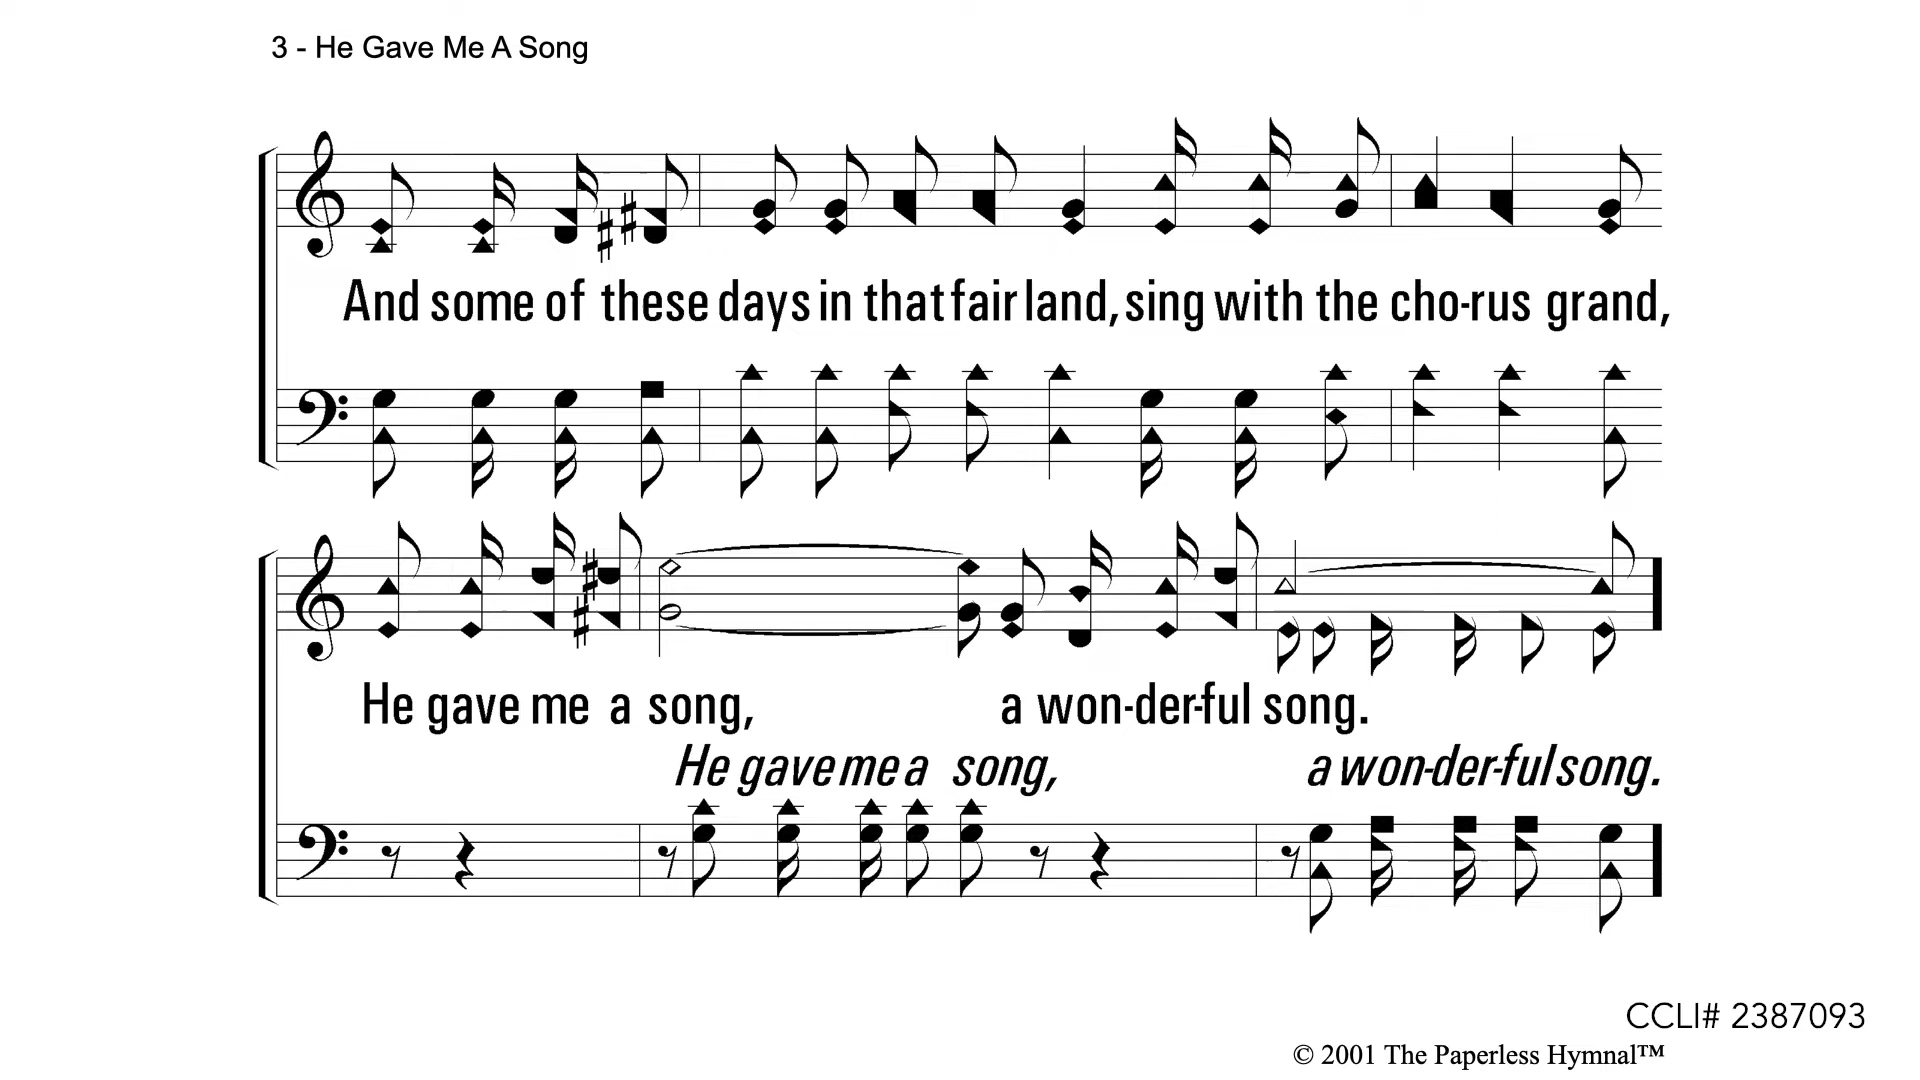 3 - He Gave Me A Song
And some of these days in that fair land, sing with the cho-rus grand,
He gave me a song, a won-der-ful song.
He gave me a song, a won-der-ful song.
CCLI# 2387093
© 2001 The Paperless Hymnal™